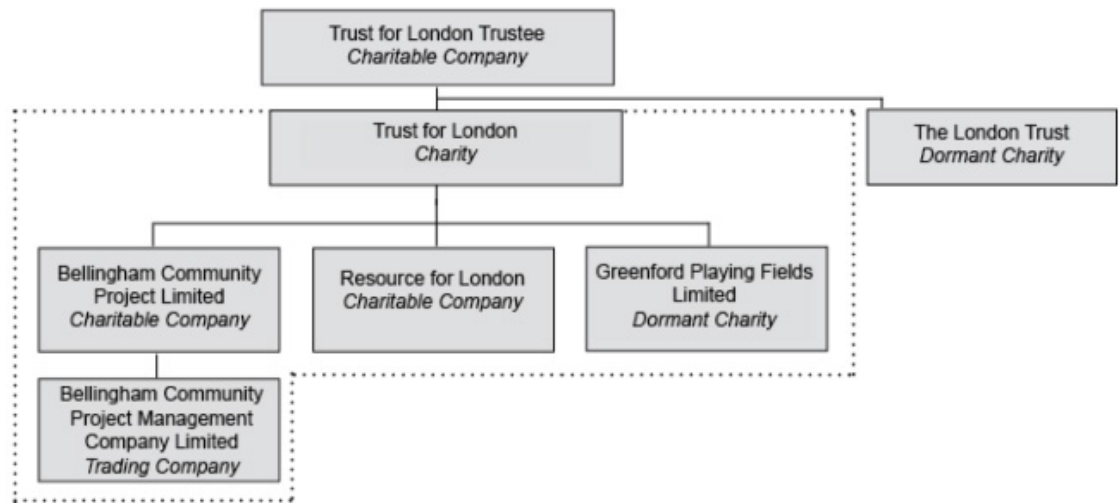 Trust for London Trustee
Charitable Company
Trust for London
Charity
The London Trust
Dormant Charity
Bellingham Community
Project Limited
Charitable Company
Resource for London
Charitable Company
Greenford Playing Fields
Limited
Dormant Charity
Bellingham Community
Project Management
Company Limited
Trading Company